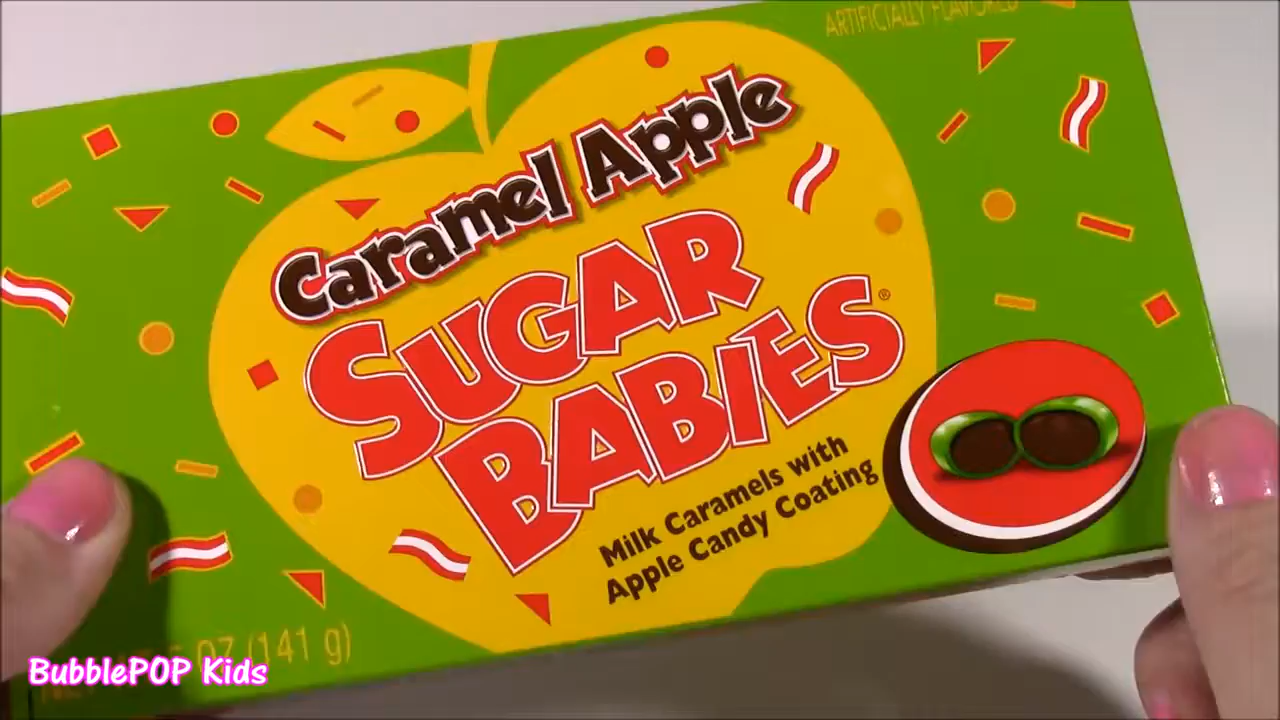 ARTIFICIALLY FLAVORED
Caramel Apple
SUGAR
BABIES®
Milk Caramels with
Apple Candy Coating
OZ (141 g)
BubblePOP Kids